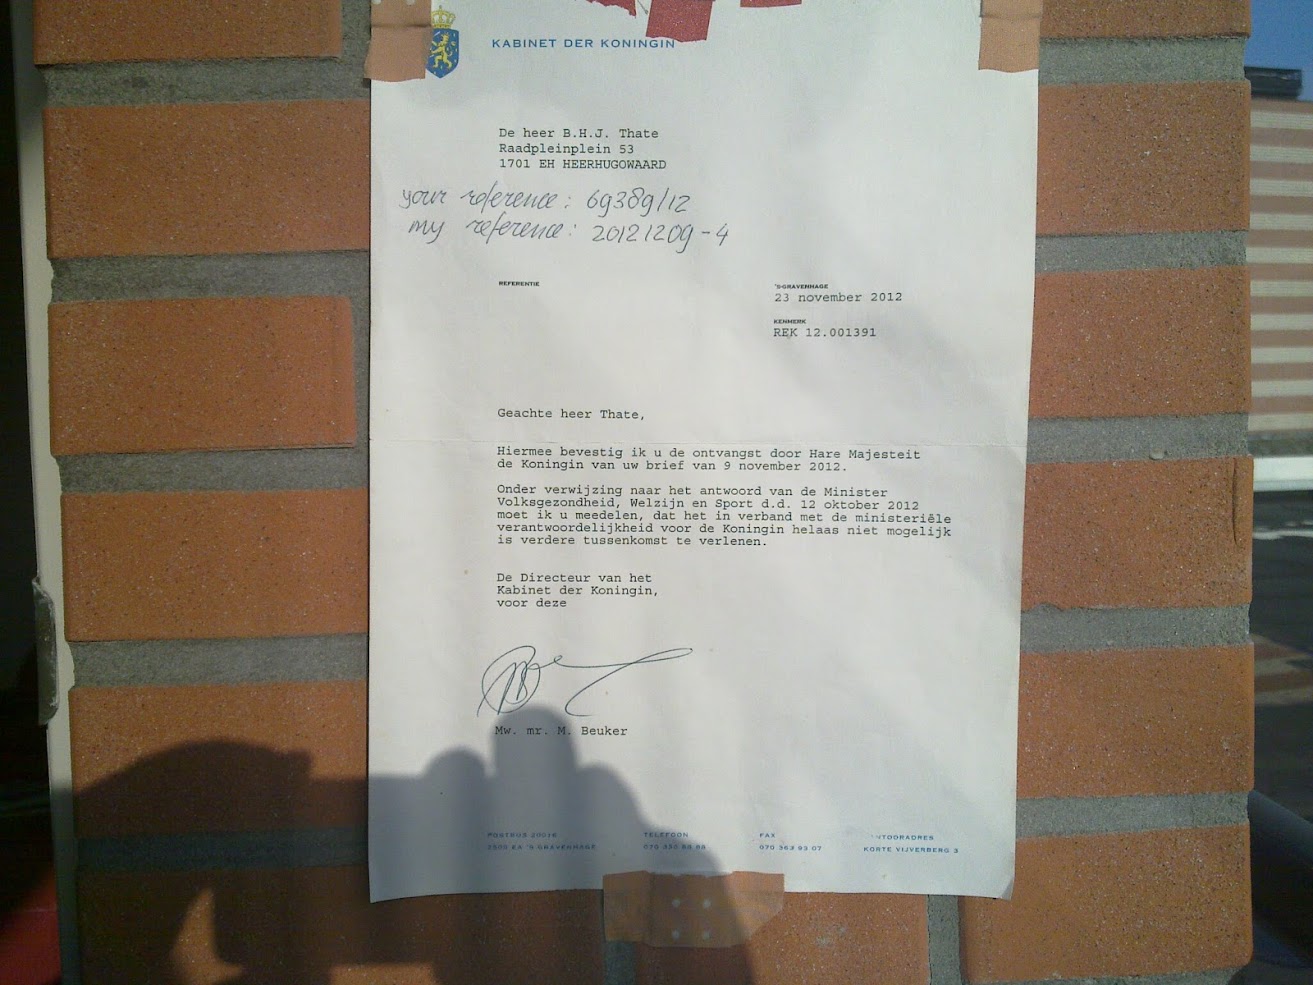 KABINET DER KONINGIN
De heer B.H.J. Thate
Raadpleinplein 53
1701 EH HEERHUGOWAARD
your reference: 69389/12
my reference: 20121209-4
REFERENTIE
'S-GRAVENHAGE
23 november 2012
KENMERK
REK 12.001391
Geachte heer Thate,
Hiermee bevestig ik u de ontvangst door Hare Majesteit
de Koningin van uw brief van 9 november 2012.
Onder verwijzing naar het antwoord van de Minister
Volksgezondheid, Welzijn en Sport d.d. 12 oktober 2012
moet ik u meedelen, dat het in verband met de ministeriële
verantwoordelijkheid voor de Koningin helaas niet mogelijk
is verdere tussenkomst te verlenen.
De Directeur van het
Kabinet der Koningin,
voor deze
Mw. mr. M. Beuker
POSTBUS TELEFOON FAX NTOORADRES
EA 'S GRAVENHAGE 070 070 363 93 07 KORTE VIJVERBERG 3